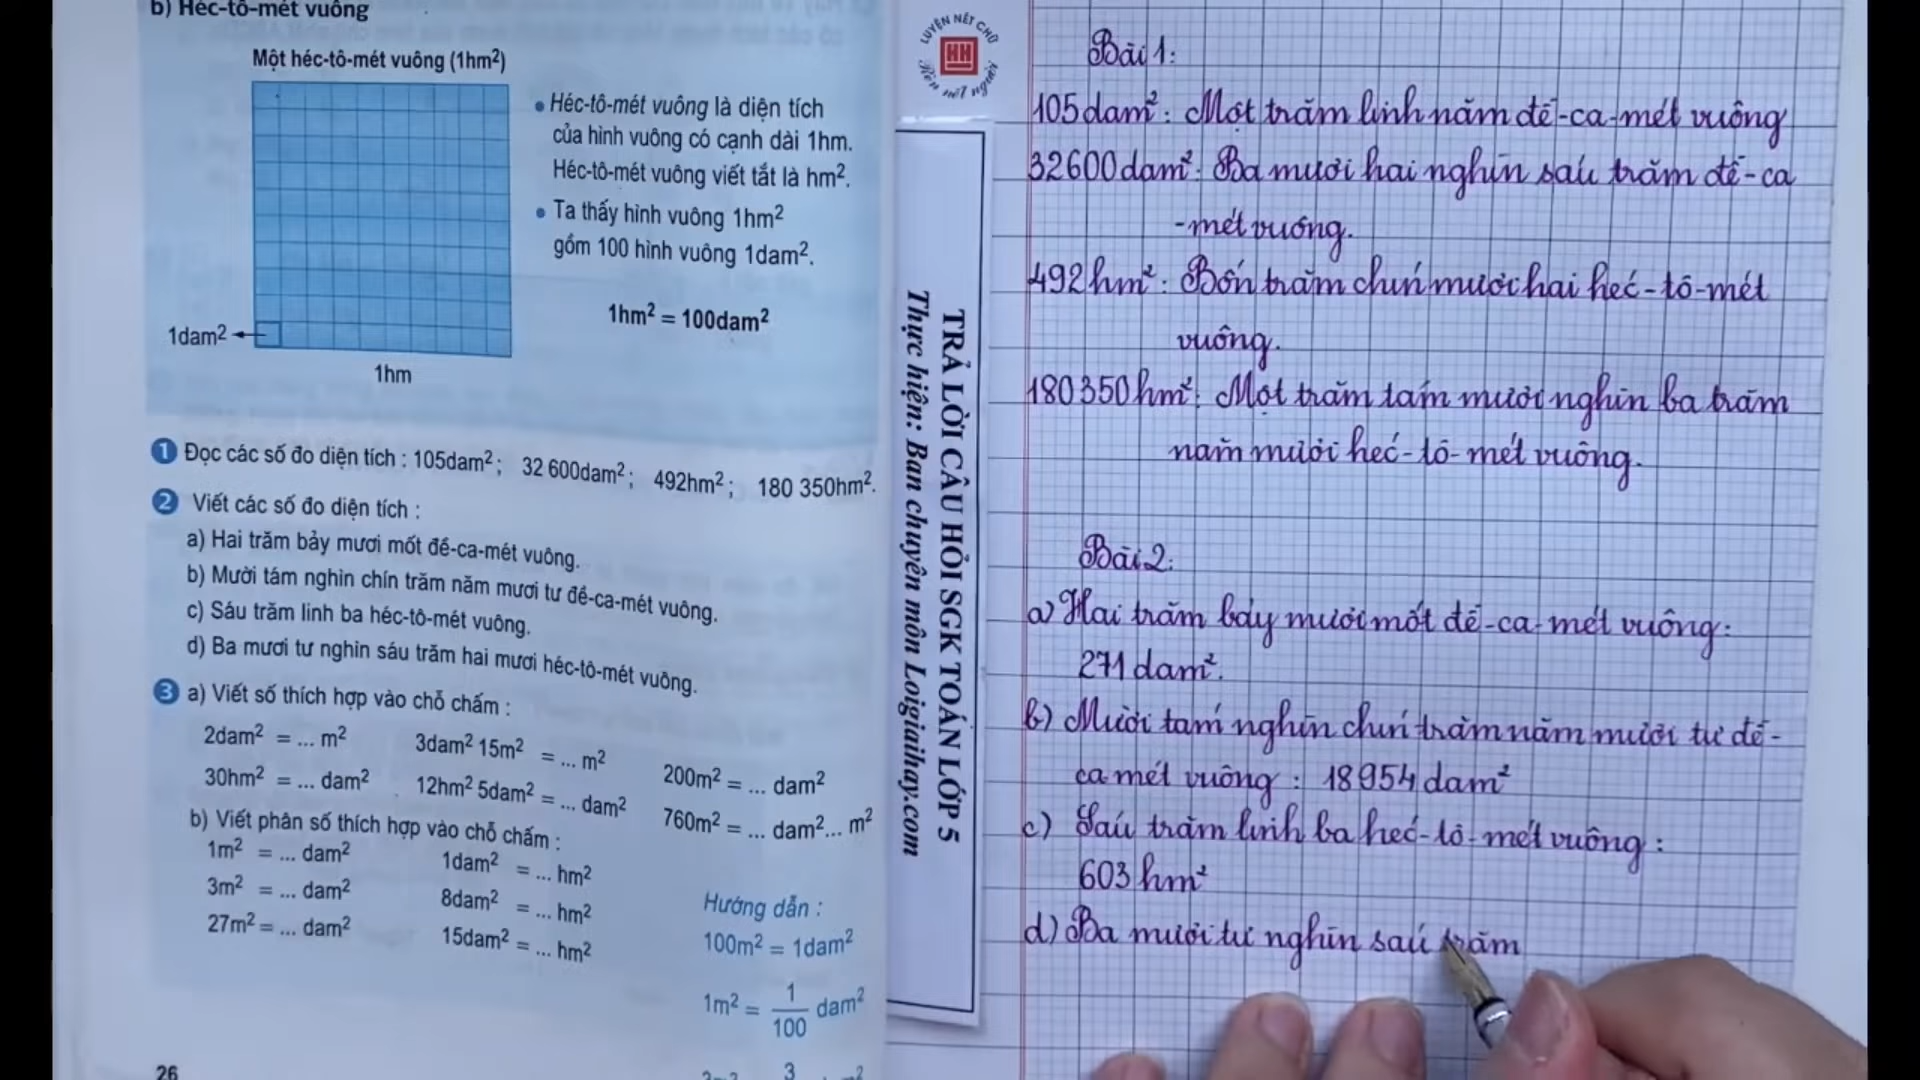 b) Héc-tô-mét vuông
Một héc-tô-mét vuông (1hm²)
• Héc-tô-mét vuông là diện tích
của hình vuông có cạnh dài 1hm.
Héc-tô-mét vuông viết tắt là hm².
• Ta thấy hình vuông 1hm²
gồm 100 hình vuông 1dam².
1hm² = 100dam²
1dam²
1hm
1 Đọc các số đo diện tích : 105dam² ; 32 600dam² ; 492hm² ; 180 350hm².
2 Viết các số đo diện tích :
a) Hai trăm bảy mươi mốt đề-ca-mét vuông.
b) Mười tám nghìn chín trăm năm mươi tư đề-ca-mét vuông.
c) Sáu trăm linh ba héc-tô-mét vuông.
d) Ba mươi tư nghìn sáu trăm hai mươi héc-tô-mét vuông.
3 a) Viết số thích hợp vào chỗ chấm :
2dam² = ... m² 3dam² 15m² = ... m² 200m² = ... dam²
30hm² = ... dam² 12hm² 5dam² = ... dam² 760m² = ... dam² ... m²
b) Viết phân số thích hợp vào chỗ chấm :
1m² = ... dam² 1dam² = ... hm²
3m² = ... dam² 8dam² = ... hm²
27m² = ... dam² 15dam² = ... hm²
Hướng dẫn :
100m² = 1dam²
1m² = 1/100 dam²
26
LUYỆN NÉT CHỮ
HH
Rèn nết người
TRẢ LỜI CÂU HỎI SGK TOÁN LỚP 5
Thực hiện: Ban chuyên môn Loigiaihay.com
Bài 1:
105dam² : Một trăm linh năm đề-ca-mét vuông
32600dam² : Ba mươi hai nghìn sáu trăm đề-ca
-mét vuông.
492hm² : Bốn trăm chín mươi hai héc-tô-mét
vuông.
180350hm² : Một trăm tám mươi nghìn ba trăm
năm mươi héc-tô-mét vuông.
Bài 2:
a) Hai trăm bảy mươi mốt đề-ca-mét vuông:
271dam².
b) Mười tám nghìn chín trăm năm mươi tư đề-
ca mét vuông : 18954dam²
c) Sáu trăm linh ba héc-tô-mét vuông :
603hm²
d) Ba mươi tư nghìn sáu trăm